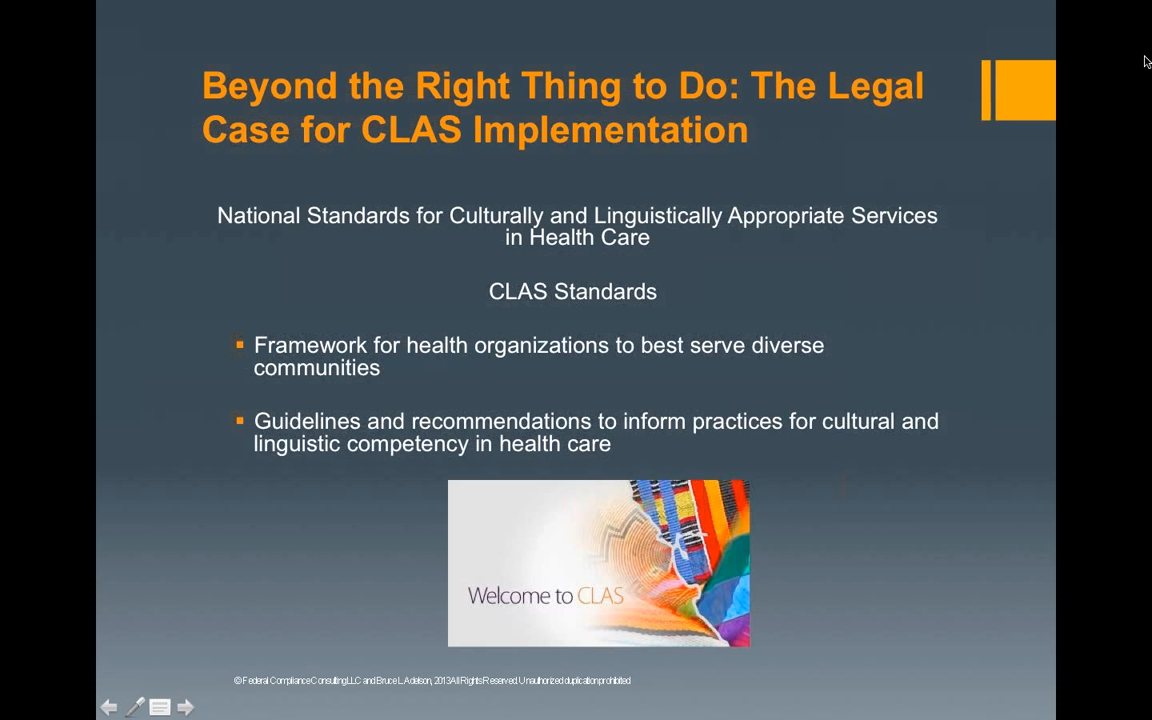 Beyond the Right Thing to Do: The Legal
Case for CLAS Implementation
National Standards for Culturally and Linguistically Appropriate Services
in Health Care
CLAS Standards
Framework for health organizations to best serve diverse
communities
Guidelines and recommendations to inform practices for cultural and
linguistic competency in health care
Welcome to CLAS
© Federal Compliance Consulting LLC and Bruce L. Adelson, 2013 All Rights Reserved. Unauthorized duplication prohibited